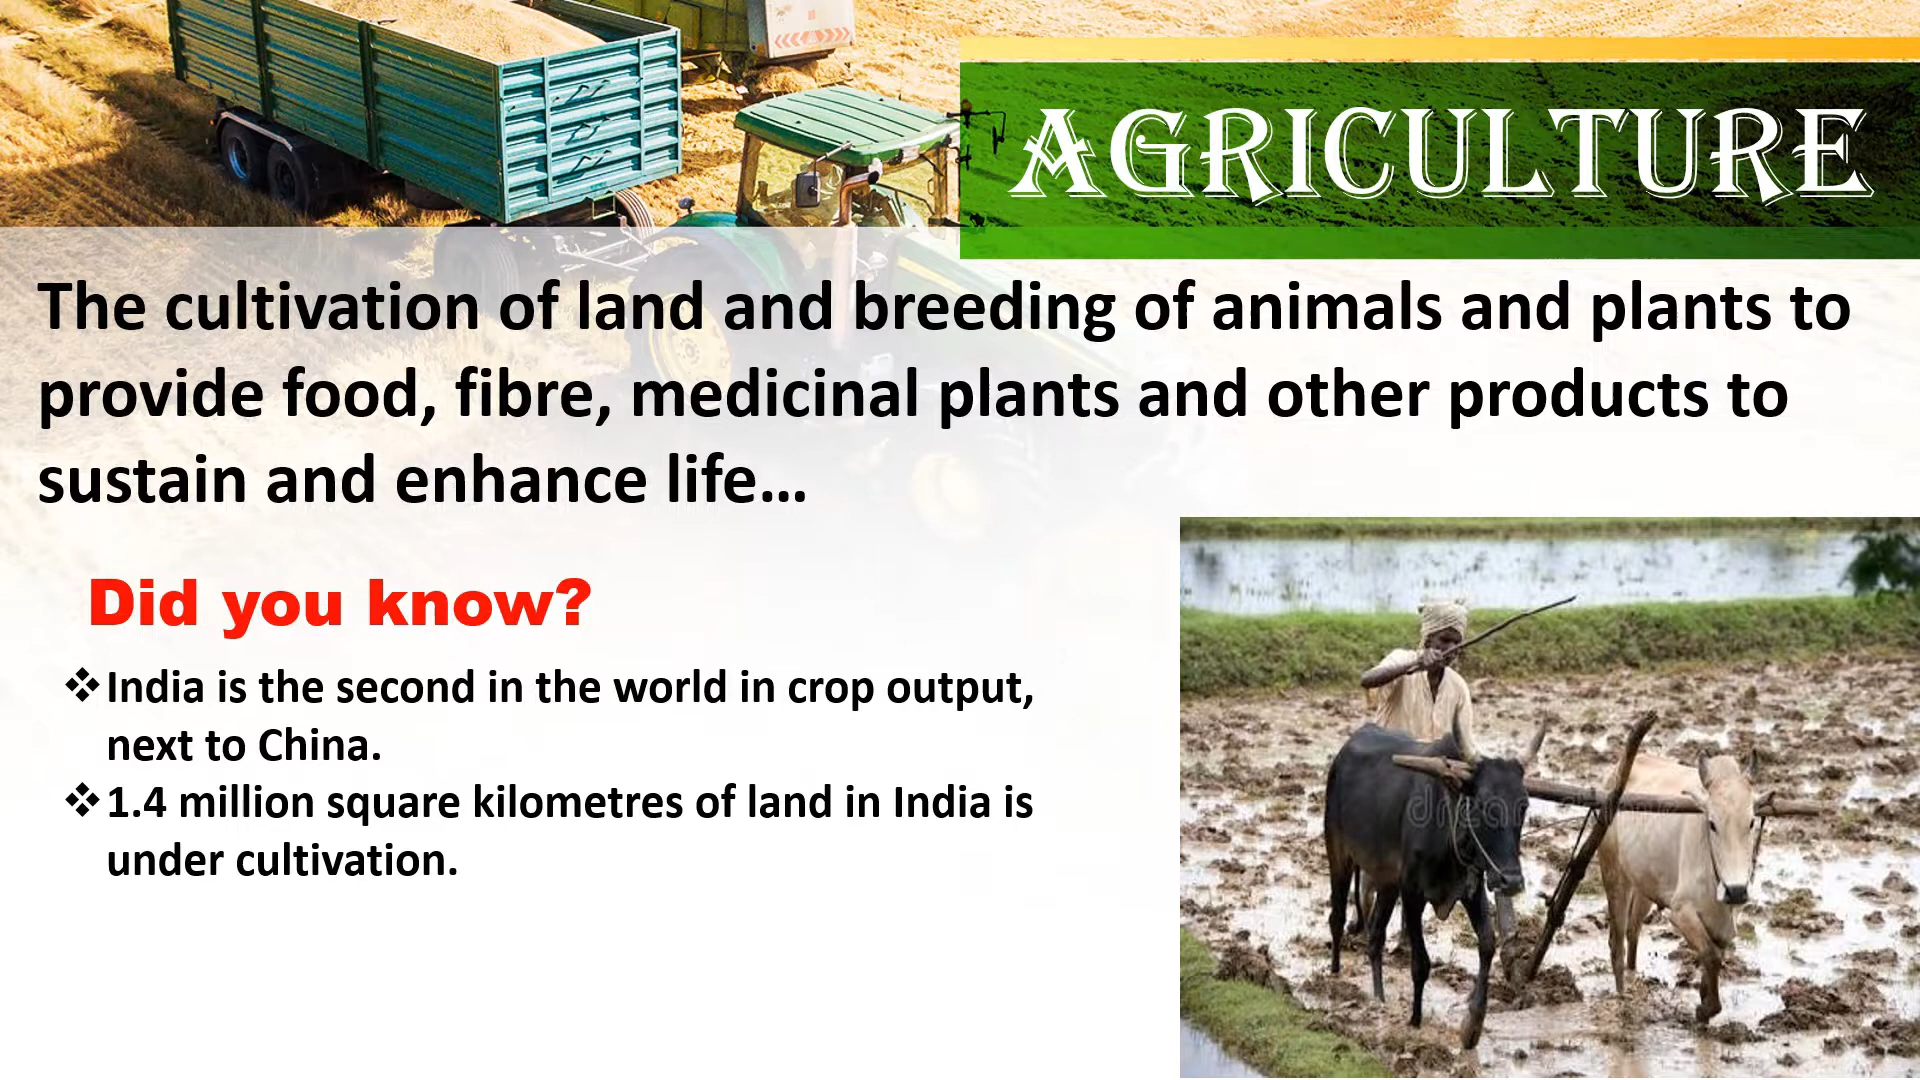 AGRICULTURE
The cultivation of land and breeding of animals and plants to
provide food, fibre, medicinal plants and other products to
sustain and enhance life...
Did you know?
❖India is the second in the world in crop output,
next to China.
❖1.4 million square kilometres of land in India is
under cultivation.